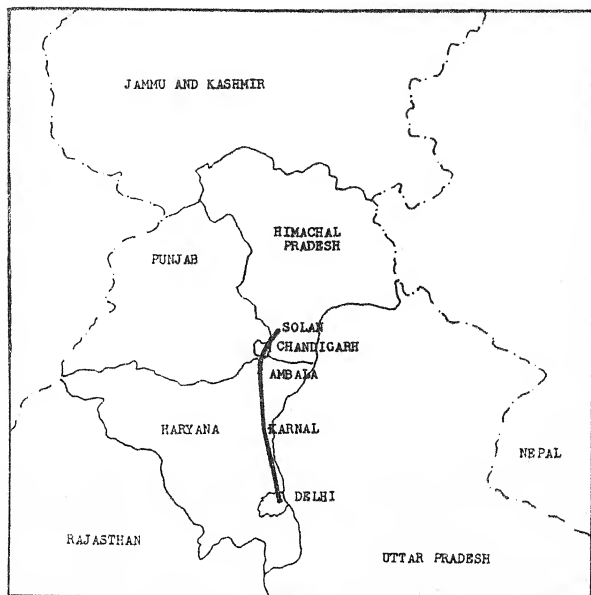 JAMMU AND KASHMIR
HIMACHAL
PRADESH
PUNJAB
SOLAN
CHANDIGARH
AMBALA
HARYANA
KARNAL
NEPAL
DELHI
RAJASTHAN
UTTAR PRADESH